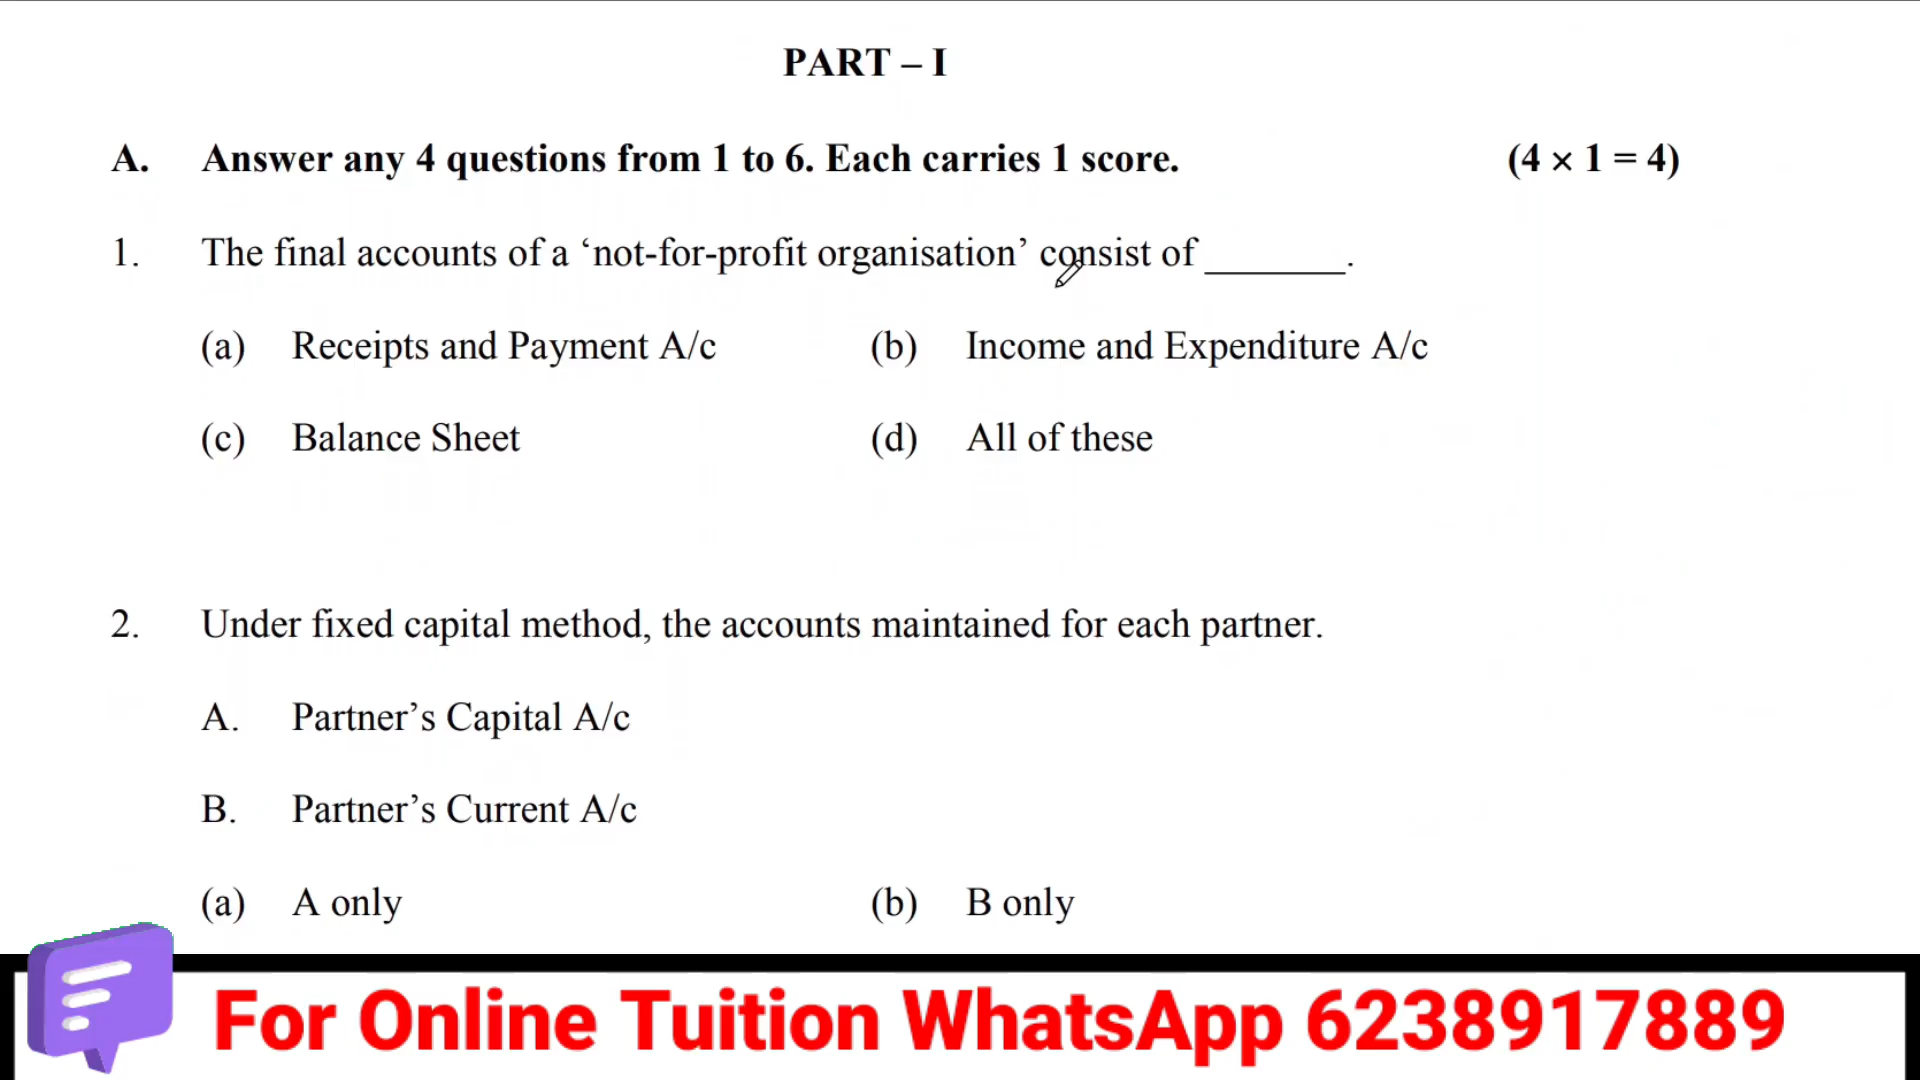 PART – I
A. Answer any 4 questions from 1 to 6. Each carries 1 score. (4 × 1 = 4)
1. The final accounts of a ‘not-for-profit organisation’ consist of _______.
(a) Receipts and Payment A/c (b) Income and Expenditure A/c
(c) Balance Sheet (d) All of these
2. Under fixed capital method, the accounts maintained for each partner.
A. Partner’s Capital A/c
B. Partner’s Current A/c
(a) A only (b) B only
For Online Tuition WhatsApp 6238917889